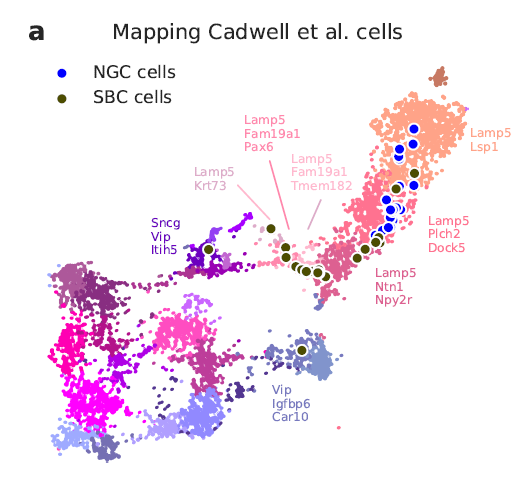 a
Mapping Cadwell et al. cells
NGC cells
SBC cells
Lamp5
Fam19a1
Pax6
Lamp5
Lsp1
Lamp5
Fam19a1
Tmem182
Lamp5
Krt73
Sncg
Vip
Itih5
Lamp5
Plch2
Dock5
Lamp5
Ntn1
Npy2r
Vip
Igfbp6
Car10